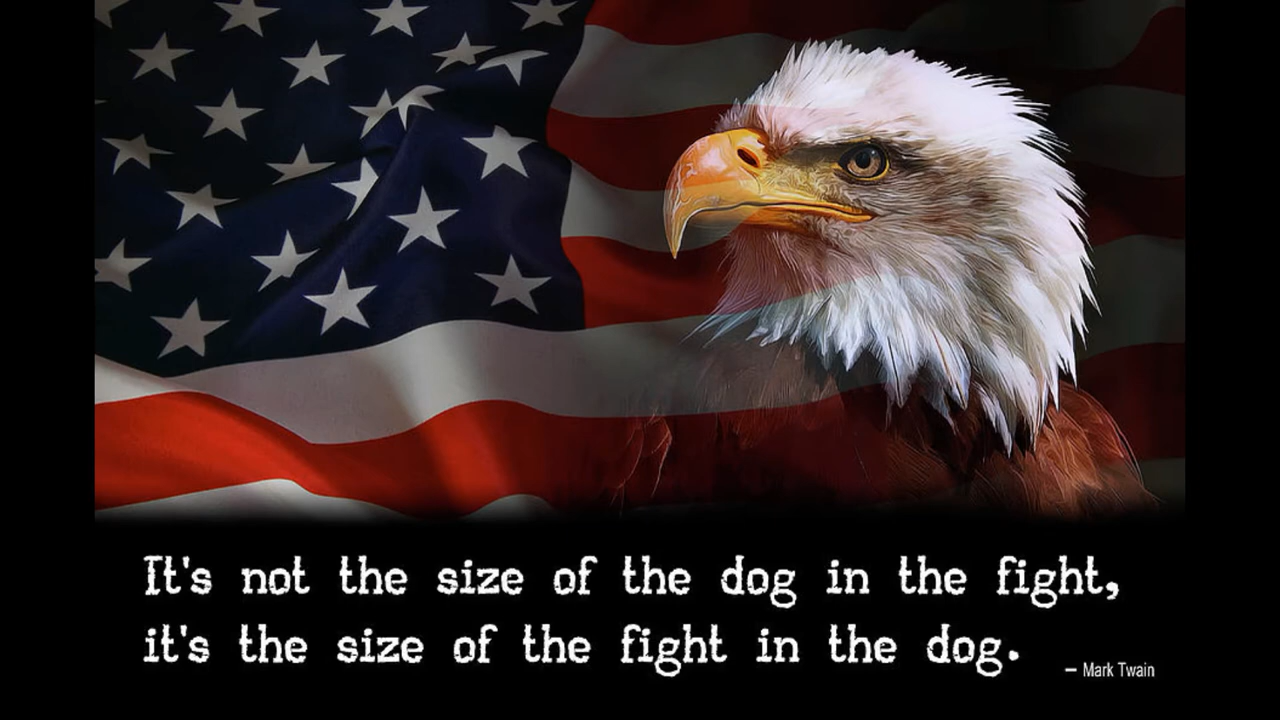 It's not the size of the dog in the fight,
it's the size of the fight in the dog.
– Mark Twain